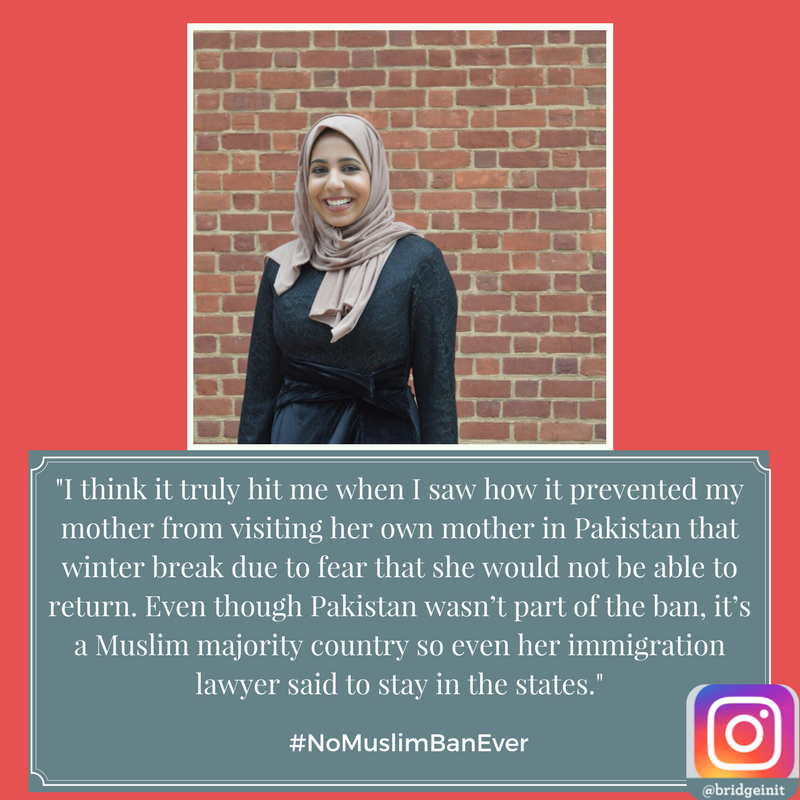 "I think it truly hit me when I saw how it prevented my
mother from visiting her own mother in Pakistan that
winter break due to fear that she would not be able to
return. Even though Pakistan wasn’t part of the ban, it’s
a Muslim majority country so even her immigration
lawyer said to stay in the states."
#NoMuslimBanEver
@bridgeinit